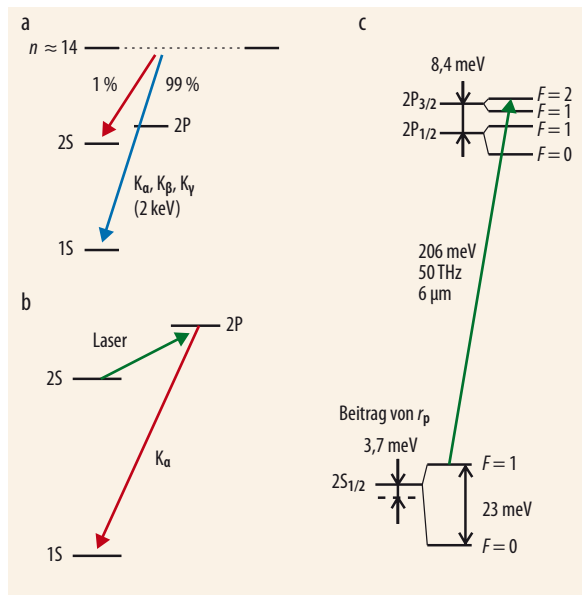 a
n ≈ 14
1 %
99 %
2P
2S
Kα, Kβ, Kγ
(2 keV)
1S
b
Laser
2P
2S
Kα
1S
c
8,4 meV
2P3/2
F = 2
F = 1
2P1/2
F = 1
F = 0
206 meV
50 THz
6 µm
Beitrag von rp
3,7 meV
2S1/2
F = 1
23 meV
F = 0